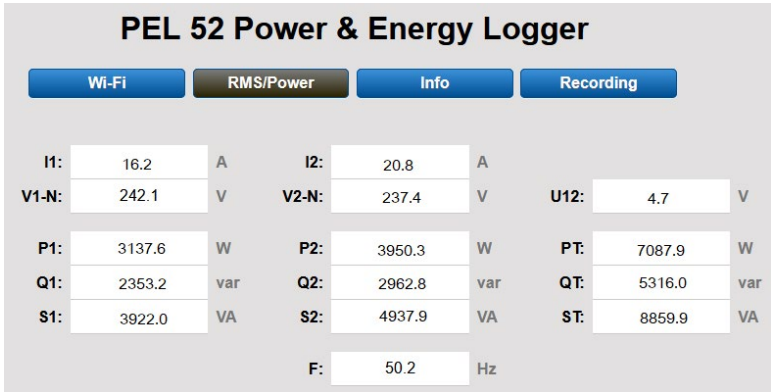 PEL 52 Power & Energy Logger
Wi-Fi RMS/Power Info Recording
I1: 16.2 A I2: 20.8 A
V1-N: 242.1 V V2-N: 237.4 V U12: 4.7 V
P1: 3137.6 W P2: 3950.3 W PT: 7087.9 W
Q1: 2353.2 var Q2: 2962.8 var QT: 5316.0 var
S1: 3922.0 VA S2: 4937.9 VA ST: 8859.9 VA
F: 50.2 Hz